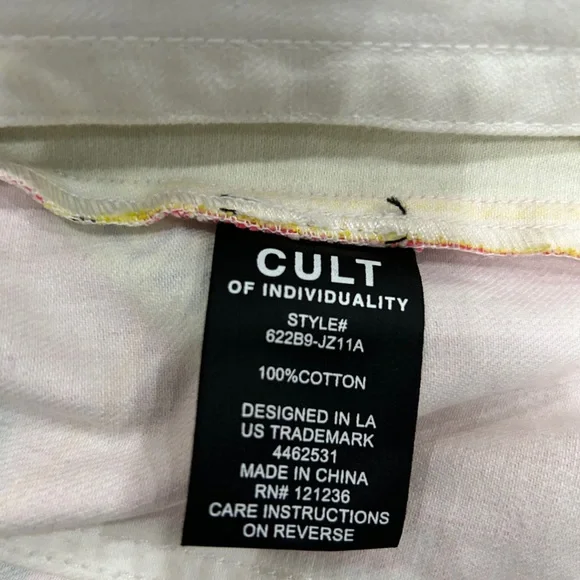 CULT
OF INDIVIDUALITY
STYLE#
622B9-JZ11A
100%COTTON
DESIGNED IN LA
US TRADEMARK
4462531
MADE IN CHINA
RN# 121236
CARE INSTRUCTIONS
ON REVERSE